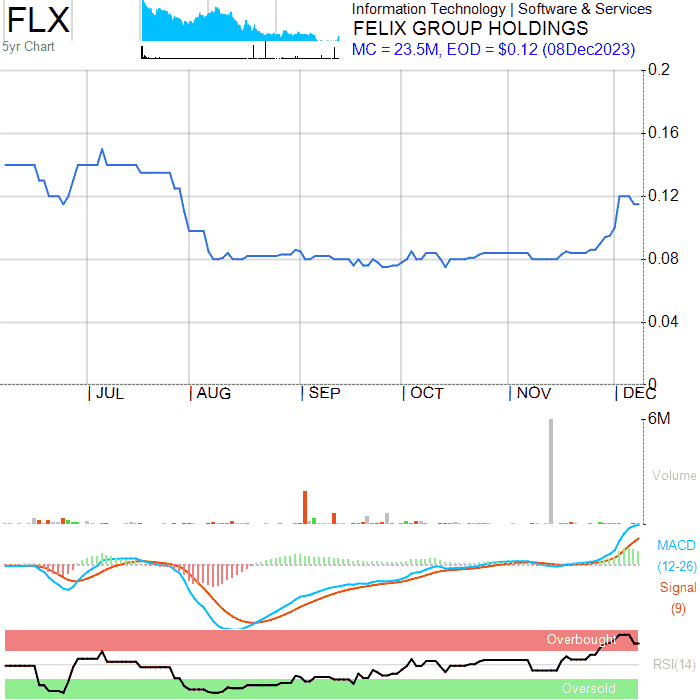 FLX
5yr Chart
Information Technology | Software & Services
FELIX GROUP HOLDINGS
MC = 23.5M, EOD = $0.12 (08Dec2023)
0.2
0.16
0.12
0.08
0.04
0
JUL AUG SEP OCT NOV DEC
6M
Volume
MACD
(12-26)
Signal
(9)
Overbought
RSI(14)
Oversold